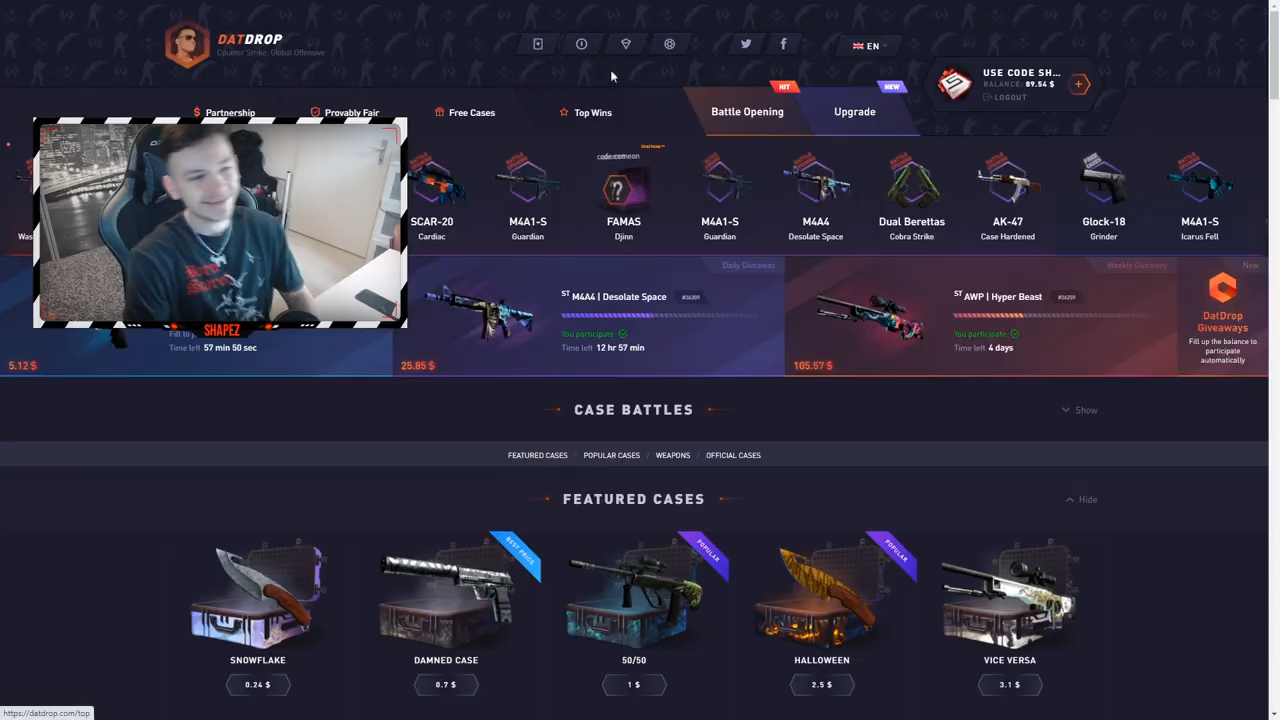 DATDROP
Counter Strike: Global Offensive
EN
USE CODE SH...
BALANCE: 89.54 $
LOGOUT
HIT
NEW
Partnership
Provably Fair
Free Cases
Top Wins
Battle Opening
Upgrade
SCAR-20
Cardiac
M4A1-S
Guardian
FAMAS
Djinn
M4A1-S
Guardian
M4A4
Desolate Space
Dual Berettas
Cobra Strike
AK-47
Case Hardened
Glock-18
Grinder
M4A1-S
Icarus Fell
SHAPEZ
Time left 57 min 50 sec
5.12 $
Daily Giveaway
ST M4A4 | Desolate Space
#26309
You participate
Time left 12 hr 57 min
25.85 $
Weekly Giveaway
ST AWP | Hyper Beast
You participate
Time left 4 days
105.57 $
New
DatDrop
Giveaways
Fill up the balance to
participate
automatically
CASE BATTLES
Show
FEATURED CASES / POPULAR CASES / WEAPONS / OFFICIAL CASES
FEATURED CASES
Hide
BEST PRICE
POPULAR
POPULAR
SNOWFLAKE
0.24 $
DAMNED CASE
0.7 $
50/50
1 $
HALLOWEEN
2.5 $
VICE VERSA
3.1 $
https://datdrop.com/top